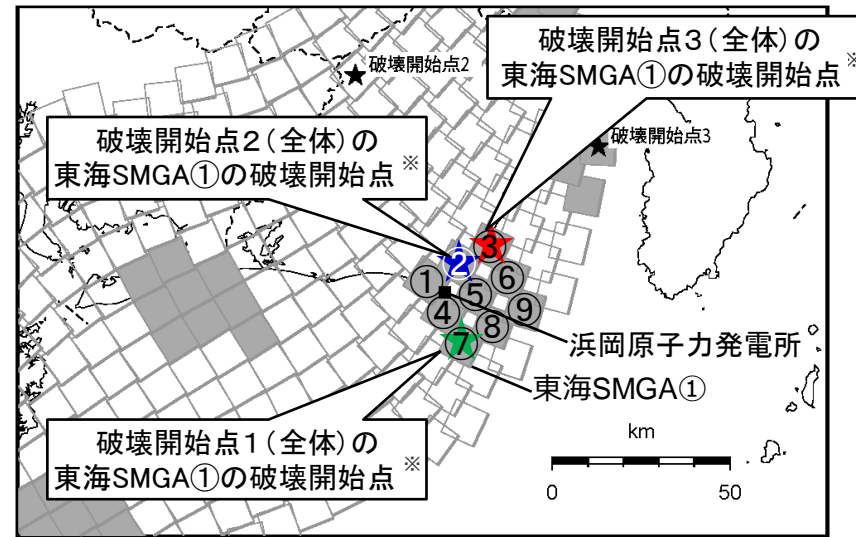 破壊開始点3(全体)の
東海SMGA①の破壊開始点※
破壊開始点2
破壊開始点3
破壊開始点2(全体)の
東海SMGA①の破壊開始点※
③
②
①
⑤
⑥
④
⑨
⑧
⑦
浜岡原子力発電所
東海SMGA①
破壊開始点1(全体)の
東海SMGA①の破壊開始点※
km
0 50